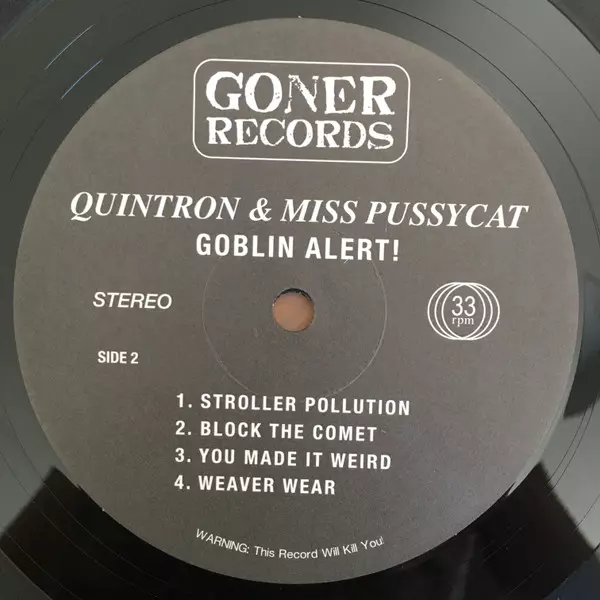 GONER
RECORDS
QUINTRON & MISS PUSSYCAT
GOBLIN ALERT!
STEREO
33
rpm
SIDE 2
1. STROLLER POLLUTION
2. BLOCK THE COMET
3. YOU MADE IT WEIRD
4. WEAVER WEAR
WARNING: This Record Will Kill You!